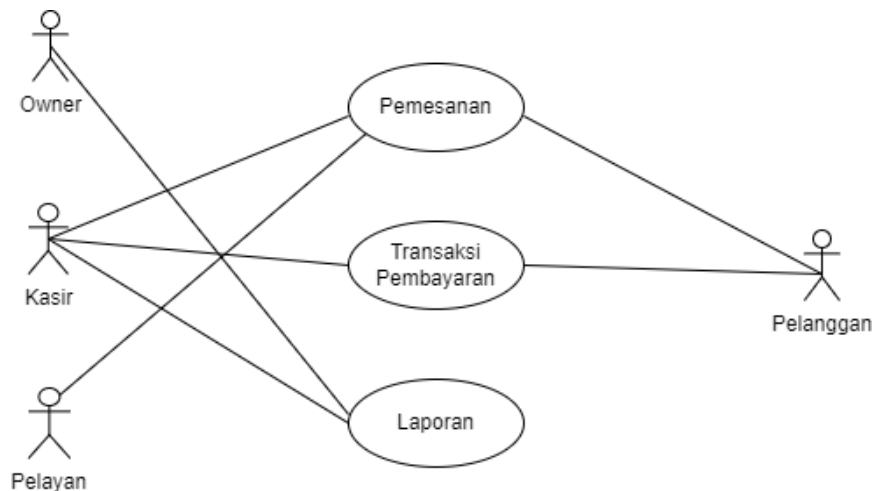 Owner
Pemesanan
Kasir
Transaksi
Pembayaran
Pelanggan
Pelayan
Laporan